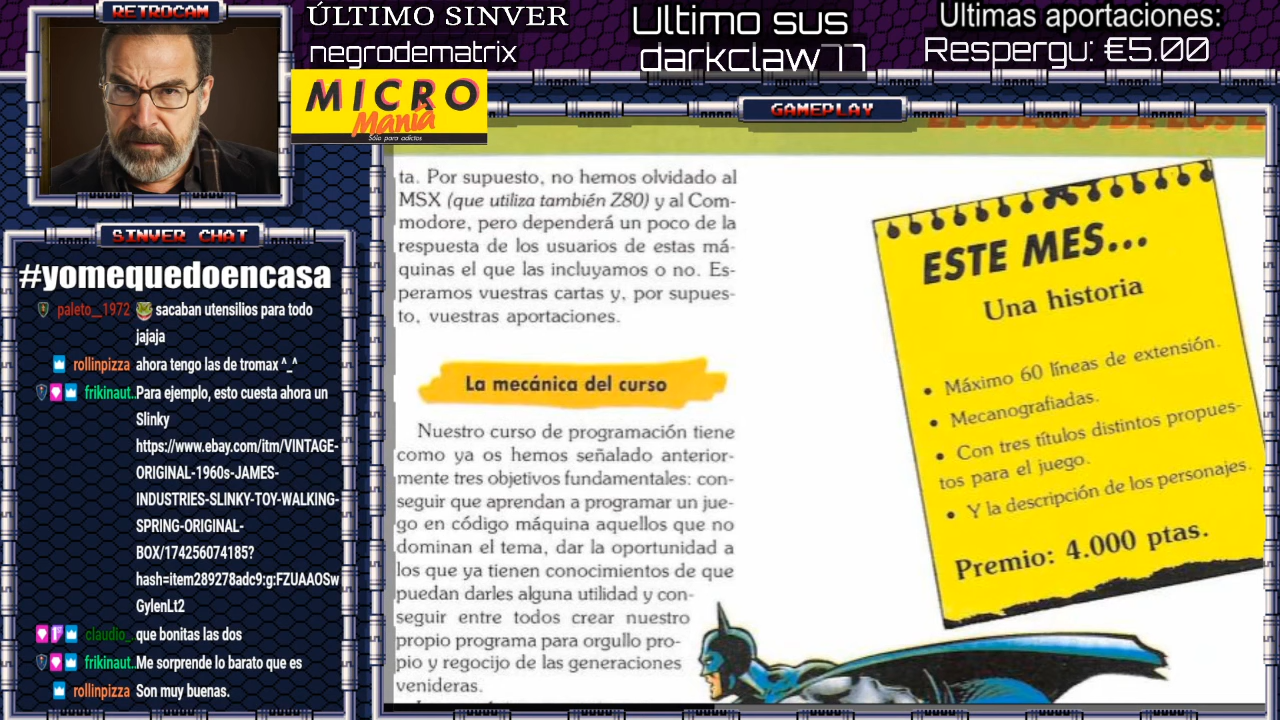 RETROCAM
ÚLTIMO SINVER
negrodematrix
Ultimo sus
darkclaw77
Ultimas aportaciones:
Respergu: €5.00
MICRO
Manía
Sólo para adictos
GAMEPLAY
SINVER CHAT
#yomequedoencasa
paleto__1972 sacaban utensilios para todo
jajaja
rollinpizza ahora tengo las de tromax ^_^
frikinaut.. Para ejemplo, esto cuesta ahora un
Slinky
https://www.ebay.com/itm/VINTAGE-
ORIGINAL-1960s-JAMES-
INDUSTRIES-SLINKY-TOY-WALKING-
SPRING-ORIGINAL-
BOX/174256074185?
hash=item289278adc9:g:FZUAAOSw
GylenLt2
claudio_.. que bonitas las dos
frikinaut.. Me sorprende lo barato que es
rollinpizza Son muy buenas.
EL JUEGO DE LOS
ta. Por supuesto, no hemos olvidado al
MSX (que utiliza también Z80) y al Com-
modore, pero dependerá un poco de la
respuesta de los usuarios de estas má-
quinas el que las incluyamos o no. Es-
peramos vuestras cartas y, por supues-
to, vuestras aportaciones.
La mecánica del curso
Nuestro curso de programación tiene
como ya os hemos señalado anterior-
mente tres objetivos fundamentales: con-
seguir que aprendan a programar un jue-
go en código máquina aquellos que no
dominan el tema, dar la oportunidad a
los que ya tienen conocimientos de que
puedan darles alguna utilidad y con-
seguir entre todos crear nuestro
propio programa para orgullo pro-
pio y regocijo de las generaciones
venideras.
ESTE MES...
Una historia
• Máximo 60 líneas de extensión.
• Mecanografiadas.
• Con tres títulos distintos propues-
tos para el juego.
• Y la descripción de los personajes.
Premio: 4.000 ptas.